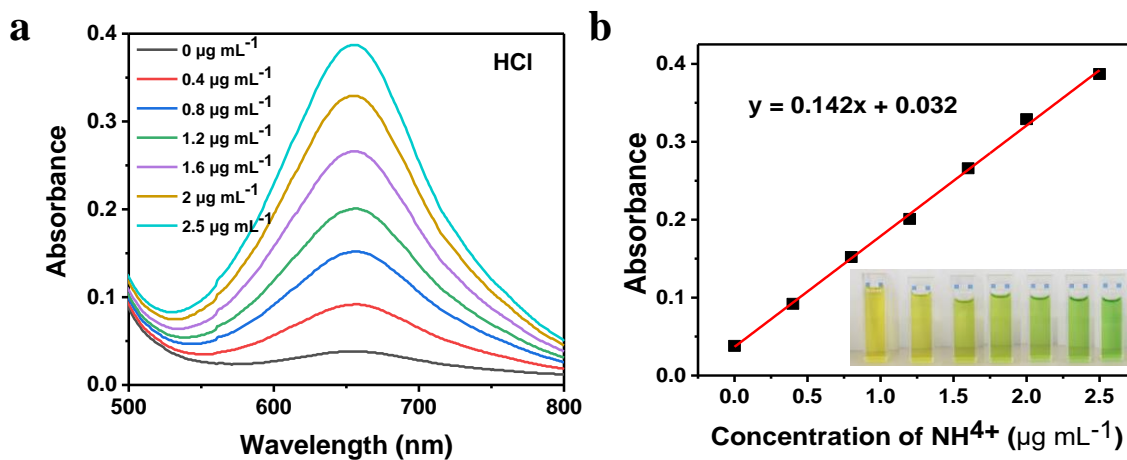 a
0.4
0.3
0.2
0.1
0.0
Absorbance
0 μg mL⁻¹
0.4 μg mL⁻¹
0.8 μg mL⁻¹
1.2 μg mL⁻¹
1.6 μg mL⁻¹
2 μg mL⁻¹
2.5 μg mL⁻¹
HCl
500 600 700 800
Wavelength (nm)
b
0.4
0.3
0.2
0.1
0.0
Absorbance
y = 0.142x + 0.032
0.0 0.5 1.0 1.5 2.0 2.5
Concentration of NH⁴⁺ (μg mL⁻¹)